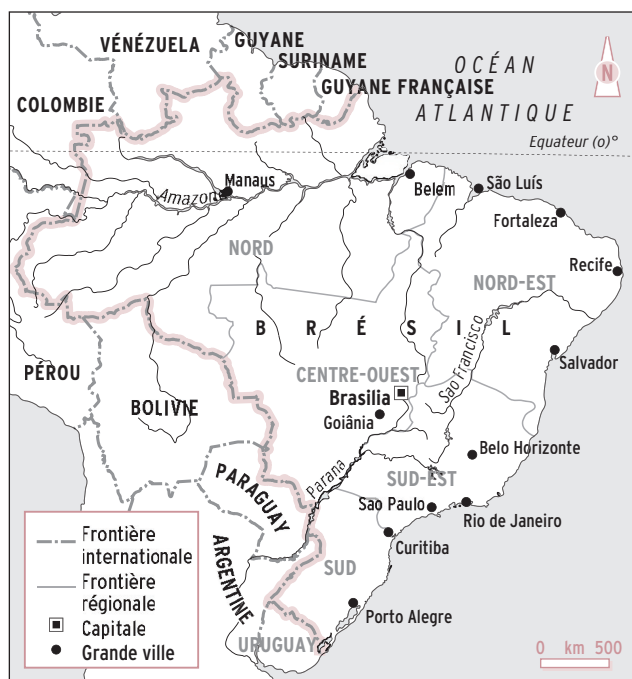 VÉNÉZUELA
GUYANE
SURINAME
GUYANE FRANÇAISE
OCÉAN
ATLANTIQUE
N
COLOMBIE
Equateur (0)°
Amazone
Manaus
Belem
São Luís
Fortaleza
NORD
NORD-EST
Recife
BRÉSIL
Sao Francisco
PÉROU
CENTRE-OUEST
Salvador
Brasilia
BOLIVIE
Goiânia
Belo Horizonte
Parana
SUD-EST
PARAGUAY
Sao Paulo
Rio de Janeiro
Curitiba
ARGENTINE
SUD
Porto Alegre
URUGUAY
Frontière
internationale
Frontière
régionale
Capitale
Grande ville
0 km 500